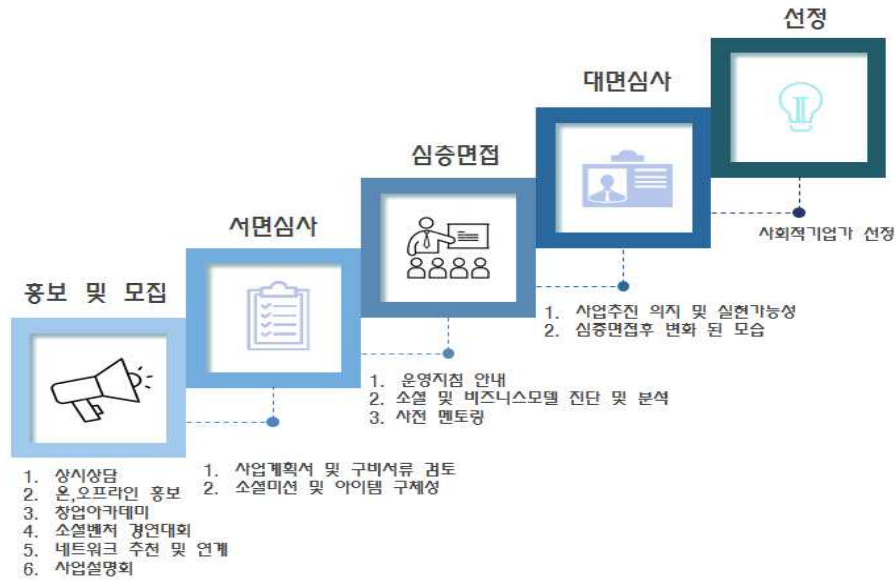 홍보 및 모집
1. 상시상담
2. 온,오프라인 홍보
3. 창업아카데미
4. 소셜벤처 경연대회
5. 네트워크 추천 및 연계
6. 사업설명회
서면심사
1. 사업계획서 및 구비서류 검토
2. 소셜미션 및 아이템 구체성
심층면접
1. 운영지침 안내
2. 소셜 및 비즈니스모델 진단 및 분석
3. 사전 멘토링
대면심사
1. 사업추진 의지 및 실현가능성
2. 심층면접후 변화 된 모습
선정
사회적기업가 선정